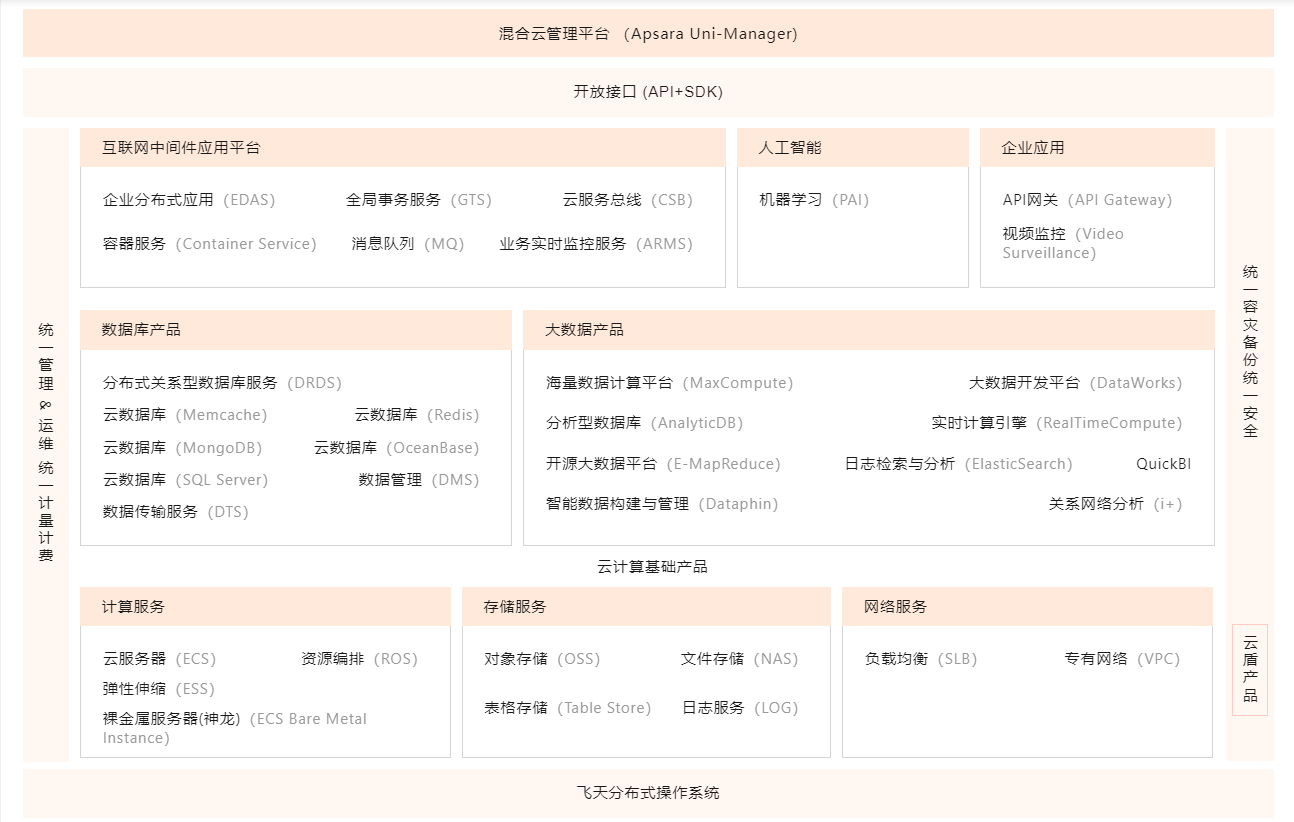 混合云管理平台 （Apsara Uni-Manager)
开放接口 (API+SDK)
统一管理&运维 统一计量计费
互联网中间件应用平台
企业分布式应用（EDAS） 全局事务服务（GTS） 云服务总线（CSB）
容器服务（Container Service） 消息队列（MQ） 业务实时监控服务（ARMS）
人工智能
机器学习（PAI）
企业应用
API网关（API Gateway）
视频监控（Video
Surveillance）
数据库产品
分布式关系型数据库服务（DRDS）
云数据库（Memcache） 云数据库（Redis）
云数据库（MongoDB） 云数据库（OceanBase）
云数据库（SQL Server） 数据管理（DMS）
数据传输服务（DTS）
大数据产品
海量数据计算平台（MaxCompute） 大数据开发平台（DataWorks）
分析型数据库（AnalyticDB） 实时计算引擎（RealTimeCompute）
开源大数据平台（E-MapReduce） 日志检索与分析（ElasticSearch） QuickBI
智能数据构建与管理（Dataphin） 关系网络分析（i+）
云计算基础产品
计算服务
云服务器（ECS） 资源编排（ROS）
弹性伸缩（ESS）
裸金属服务器(神龙)（ECS Bare Metal
Instance）
存储服务
对象存储（OSS） 文件存储（NAS）
表格存储（Table Store） 日志服务（LOG）
网络服务
负载均衡（SLB） 专有网络（VPC）
统一容灾备份统一安全
云盾产品
飞天分布式操作系统